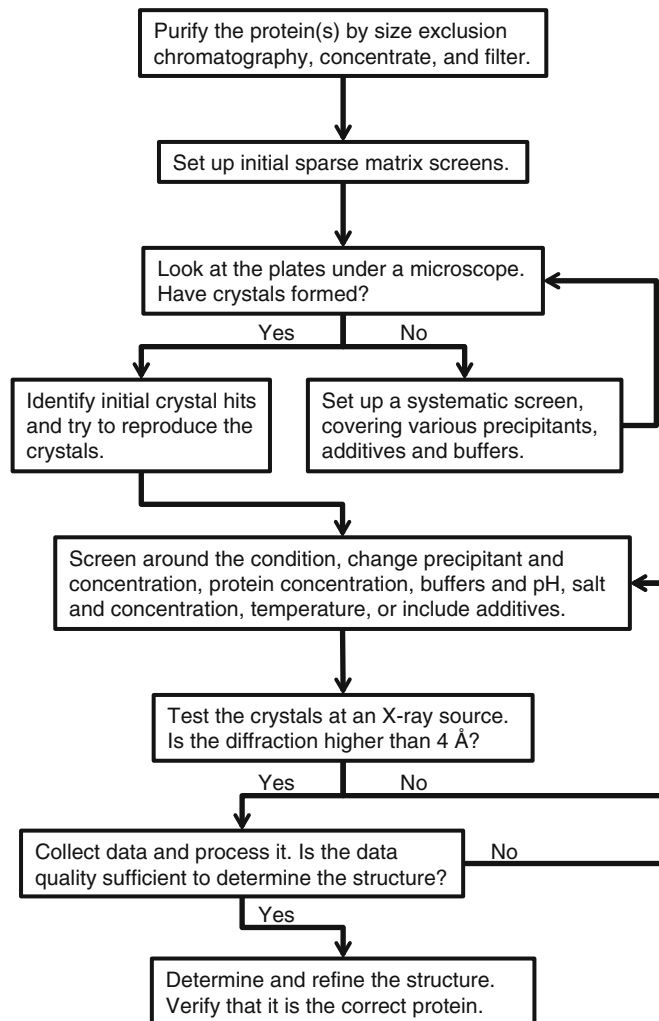 Purify the protein(s) by size exclusion
chromatography, concentrate, and filter.
Set up initial sparse matrix screens.
Look at the plates under a microscope.
Have crystals formed?
Yes
No
Identify initial crystal hits
and try to reproduce the
crystals.
Set up a systematic screen,
covering various precipitants,
additives and buffers.
Screen around the condition, change precipitant and
concentration, protein concentration, buffers and pH, salt
and concentration, temperature, or include additives.
Test the crystals at an X-ray source.
Is the diffraction higher than 4 Å?
Yes
No
Collect data and process it. Is the data
quality sufficient to determine the structure?
No
Yes
Determine and refine the structure.
Verify that it is the correct protein.